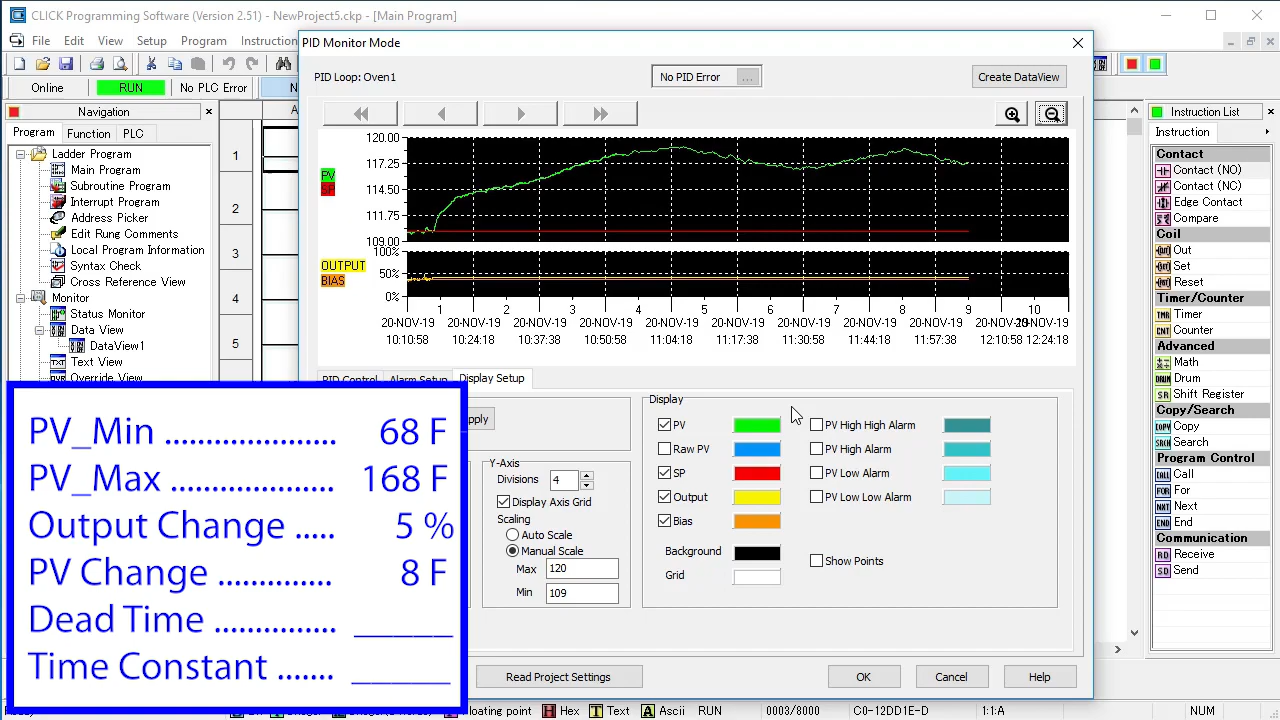 CLICK Programming Software (Version 2.51) - NewProject5.ckp - [Main Program]
File Edit View Setup Program Instruction
Online RUN No PLC Error
Navigation
Program Function PLC
Ladder Program
Main Program
Subroutine Program
Interrupt Program
Address Picker
Edit Rung Comments
Local Program Information
Syntax Check
Cross Reference View
Monitor
Status Monitor
Data View
DataView1
Text View
Override View
1
2
3
4
5
PID Monitor Mode
PID Loop: Oven1
No PID Error
...
Create DataView
120.00
117.25
114.50
111.75
109.00
PV
SP
100%
50%
0%
OUTPUT
BIAS
1 2 3 4 5 6 7 8 9 10
20-NOV-19 20-NOV-19 20-NOV-19 20-NOV-19 20-NOV-19 20-NOV-19 20-NOV-19 20-NOV-19
10:10:58 10:24:18 10:37:38 10:50:58 11:04:18 11:17:38 11:30:58 11:44:18 11:57:38 12:10:58 12:24:18
PID Control Alarm Setup Display Setup
Y-Axis
Divisions 4
Display Axis Grid
Scaling
Auto Scale
Manual Scale
Max 120
Min 109
Display
PV
Raw PV
SP
Output
Bias
Background
Grid
PV High High Alarm
PV High Alarm
PV Low Alarm
PV Low Low Alarm
Show Points
Read Project Settings OK Cancel Help
PV_Min ...................... 68 F
PV_Max ..................... 168 F
Output Change ..... 5 %
PV Change .............. 8 F
Dead Time ............... _____
Time Constant ....... _____
Instruction List
Instruction
Contact
Contact (NO)
Contact (NC)
Edge Contact
Compare
Coil
Out
Set
Reset
Timer/Counter
Timer
Counter
Advanced
Math
Drum
Shift Register
Copy/Search
Copy
Search
Program Control
Call
For
Next
End
Communication
Receive
Send
Hex Text Ascii RUN 0003/8000 C0-12DD1E-D 1:1:A NUM